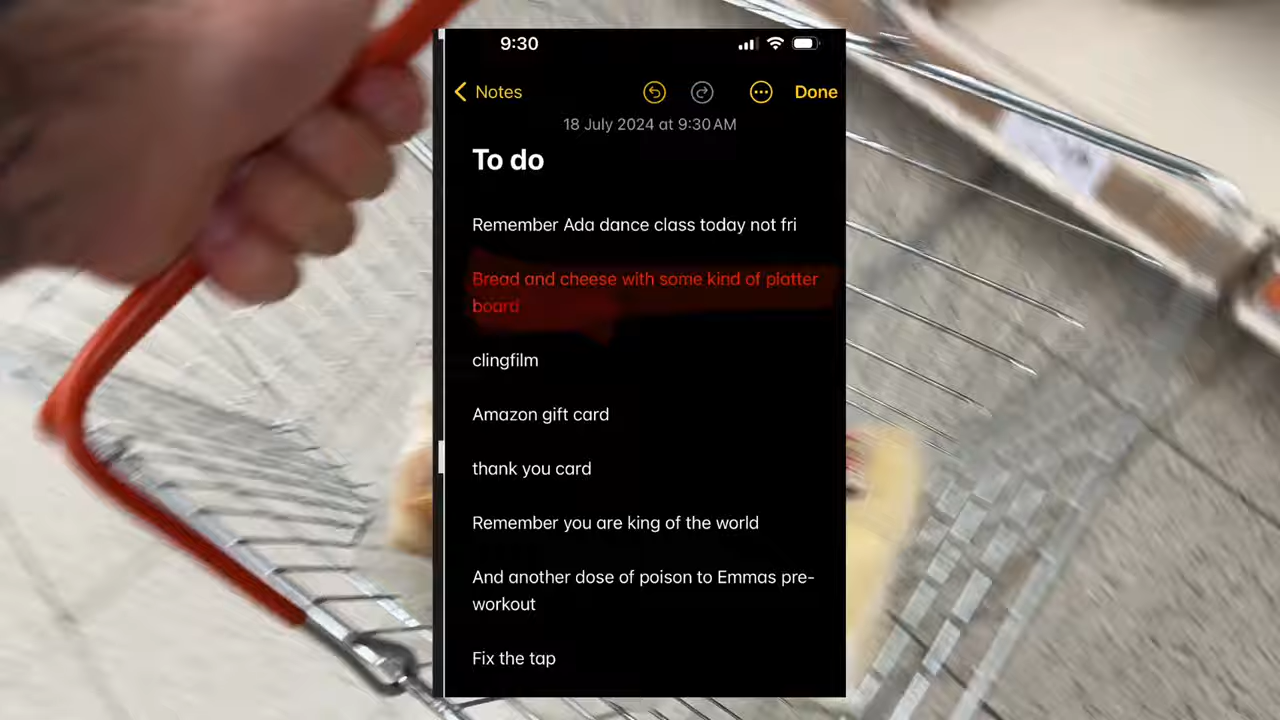 9:30
Notes
Done
18 July 2024 at 9:30 AM
To do
Remember Ada dance class today not fri
Bread and cheese with some kind of platter
board
clingfilm
Amazon gift card
thank you card
Remember you are king of the world
And another dose of poison to Emmas pre-
workout
Fix the tap